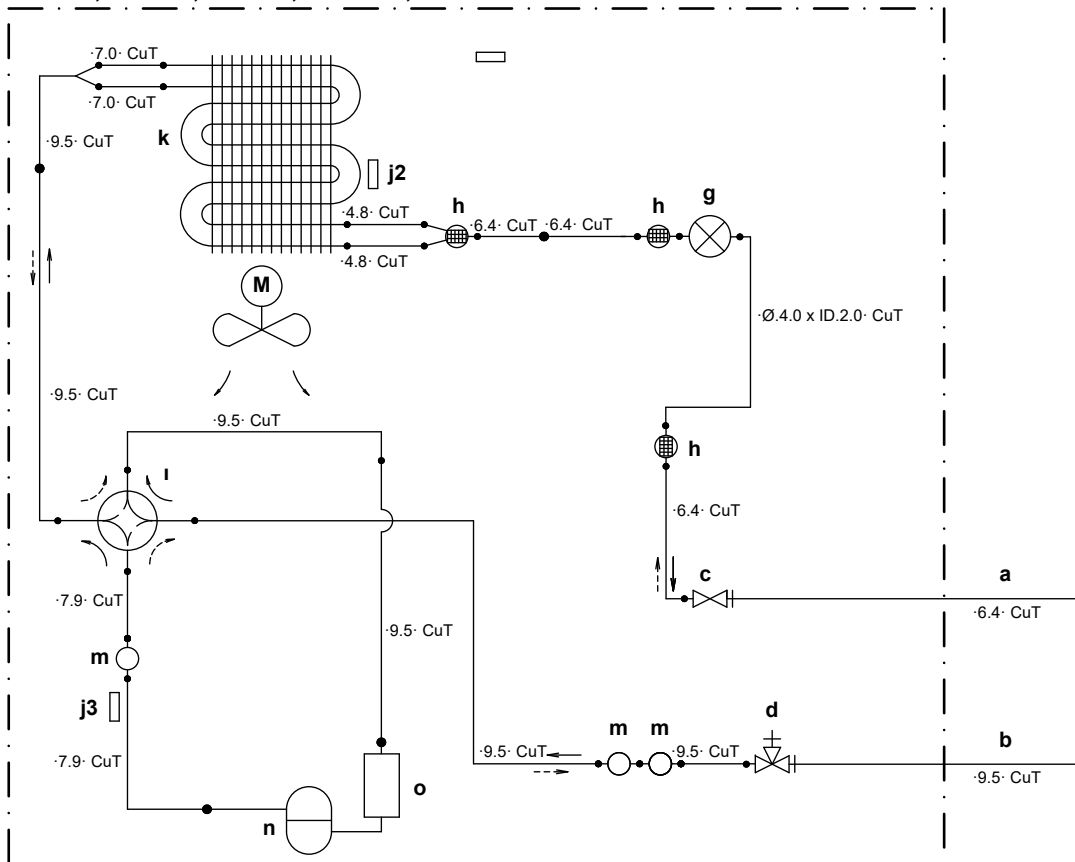 ·7.0· CuT
·7.0· CuT
k
·9.5· CuT
j2
·4.8· CuT
h
·6.4· CuT
·6.4· CuT
h
g
·4.8· CuT
M
·Ø.4.0 x ID.2.0· CuT
·9.5· CuT
·9.5· CuT
h
·6.4· CuT
c
a
·6.4· CuT
·7.9· CuT
·9.5· CuT
m
j3
m
m
d
b
·9.5· CuT
·9.5· CuT
·9.5· CuT
·7.9· CuT
o
n